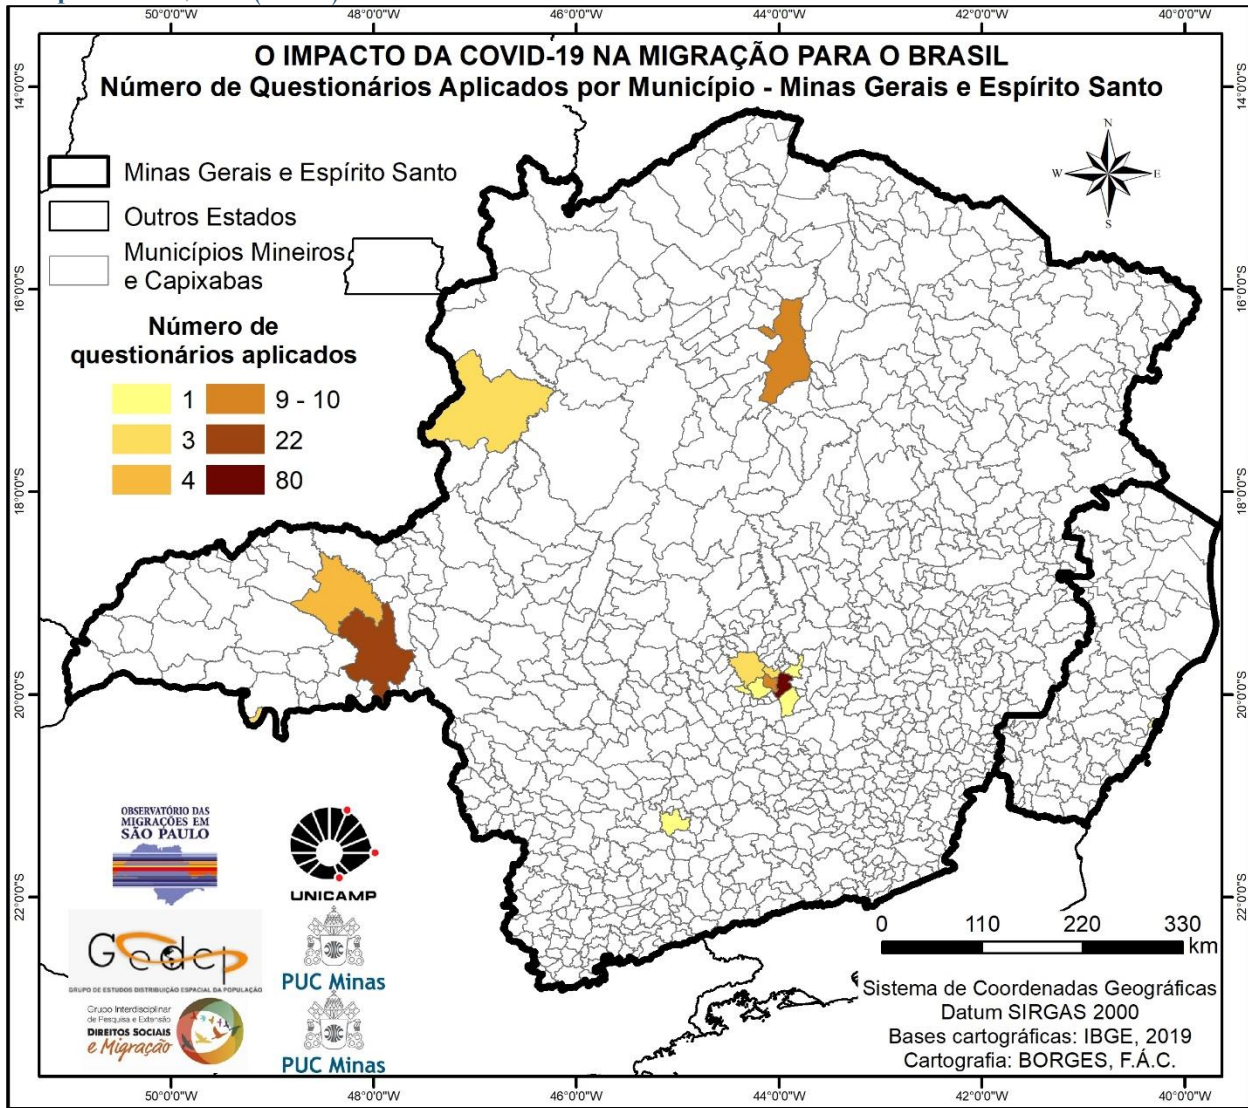 50°0'0"W 48°0'0"W 46°0'0"W 44°0'0"W 42°0'0"W 40°0'0"W
O IMPACTO DA COVID-19 NA MIGRAÇÃO PARA O BRASIL
Número de Questionários Aplicados por Município - Minas Gerais e Espírito Santo
14°0'0"S 14°0'0"S
N
W E
S
Minas Gerais e Espírito Santo
Outros Estados
Municípios Mineiros
e Capixabas
16°0'0"S 16°0'0"S
Número de
questionários aplicados
1 9 - 10
3 22
4 80
18°0'0"S 18°0'0"S
20°0'0"S 20°0'0"S
OBSERVATÓRIO DAS
MIGRAÇÕES EM
SÃO PAULO
UNICAMP
22°0'0"S 22°0'0"S
Gedep
GRUPO DE ESTUDOS DISTRIBUIÇÃO ESPACIAL DA POPULAÇÃO
PUC Minas
Grupo Interdisciplinar
de Pesquisa e Extensão
DIREITOS SOCIAIS
e Migração
PUC Minas
0 110 220 330
km
Sistema de Coordenadas Geográficas
Datum SIRGAS 2000
Bases cartográficas: IBGE, 2019
Cartografia: BORGES, F.Á.C.
50°0'0"W 48°0'0"W 46°0'0"W 44°0'0"W 42°0'0"W 40°0'0"W